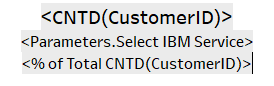 <CNTD(CustomerID)>
<Parameters.Select IBM Service>
<% of Total CNTD(CustomerID)>